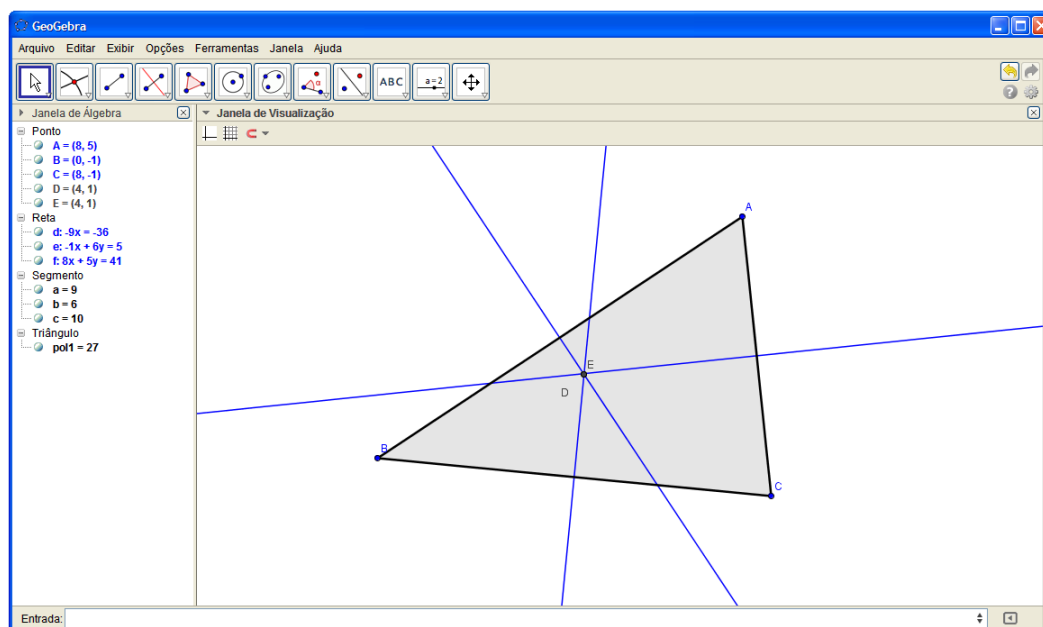 GeoGebra
Arquivo Editar Exibir Opções Ferramentas Janela Ajuda
ABC
a=2
Janela de Álgebra
Ponto
A = (8, 5)
B = (0, -1)
C = (8, -1)
D = (4, 1)
E = (4, 1)
Reta
d: -9x = -36
e: -1x + 6y = 5
f: 8x + 5y = 41
Segmento
a = 9
b = 6
c = 10
Triângulo
pol1 = 27
Janela de Visualização
A
E
D
B
C
Entrada: